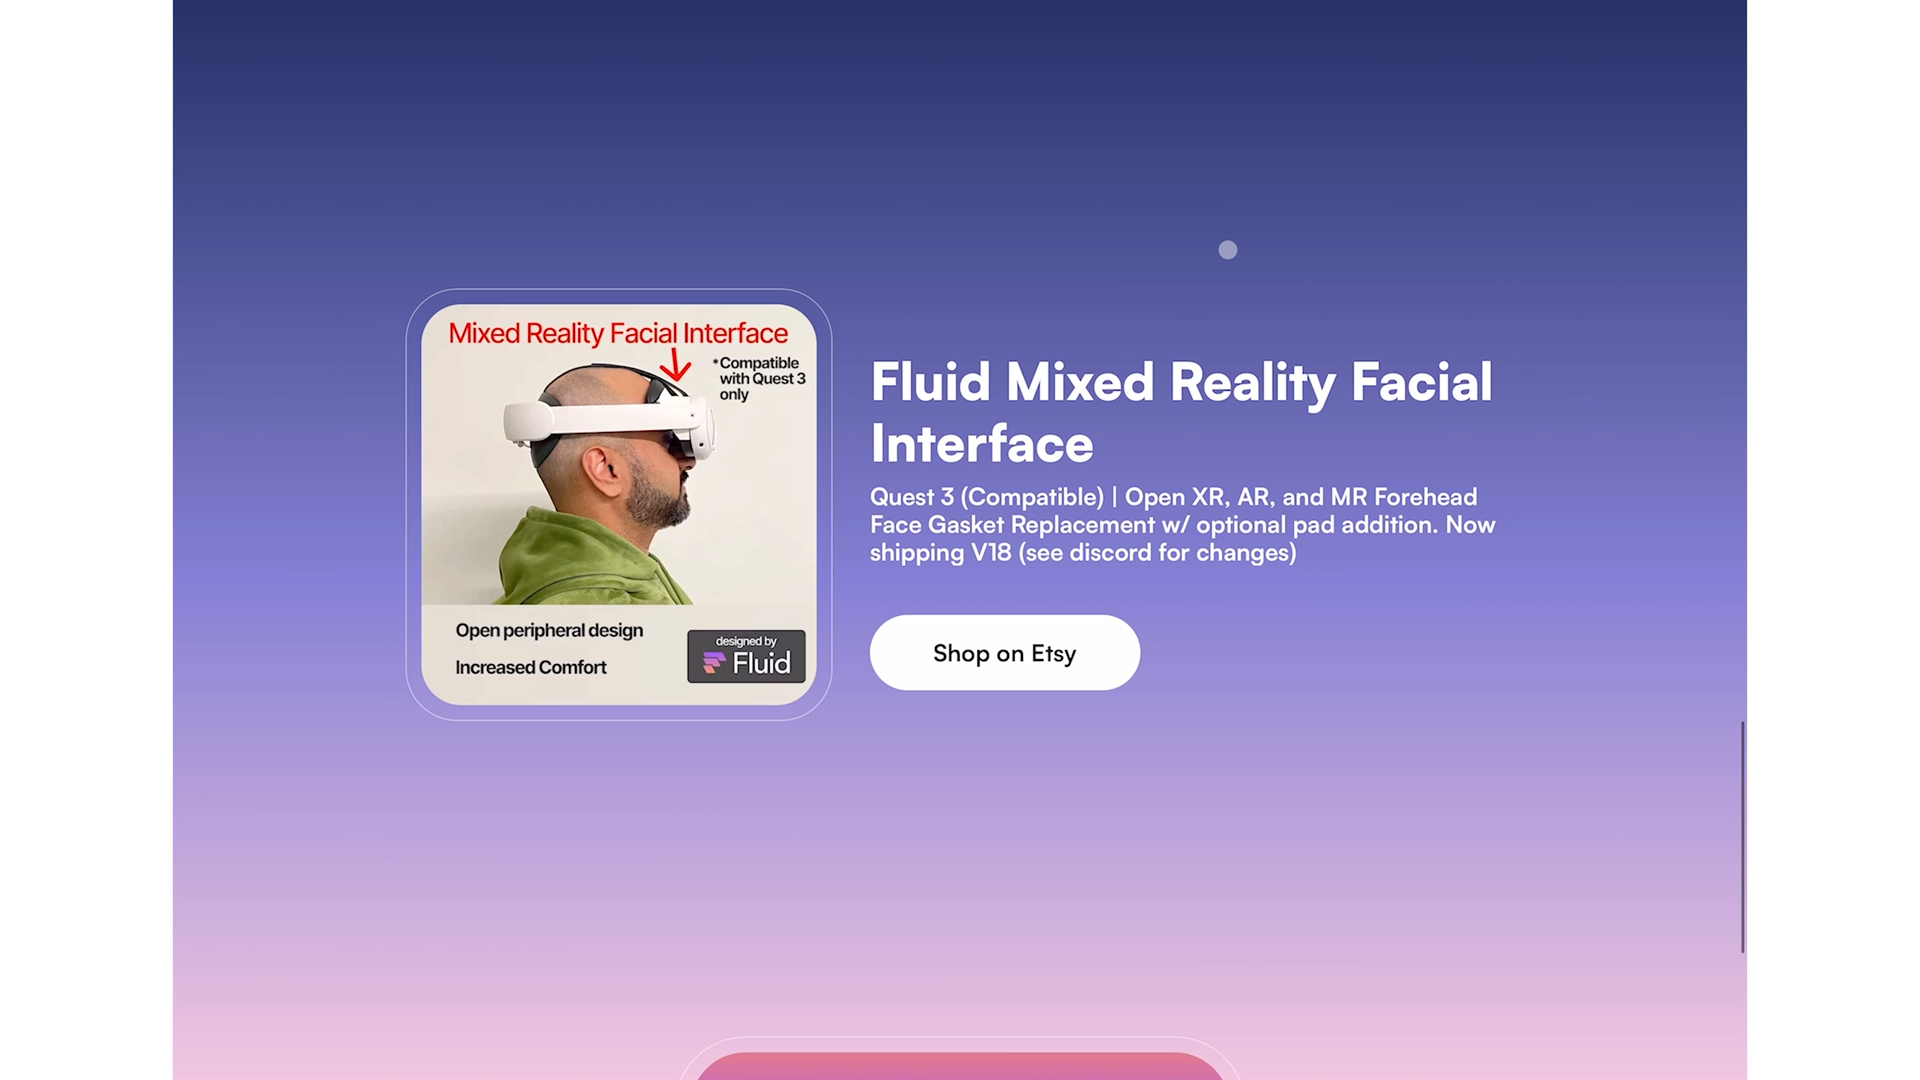 Mixed Reality Facial Interface
*Compatible
with Quest 3
only
Open peripheral design
Increased Comfort
designed by
Fluid
Fluid Mixed Reality Facial
Interface
Quest 3 (Compatible) | Open XR, AR, and MR Forehead
Face Gasket Replacement w/ optional pad addition. Now
shipping V18 (see discord for changes)
Shop on Etsy